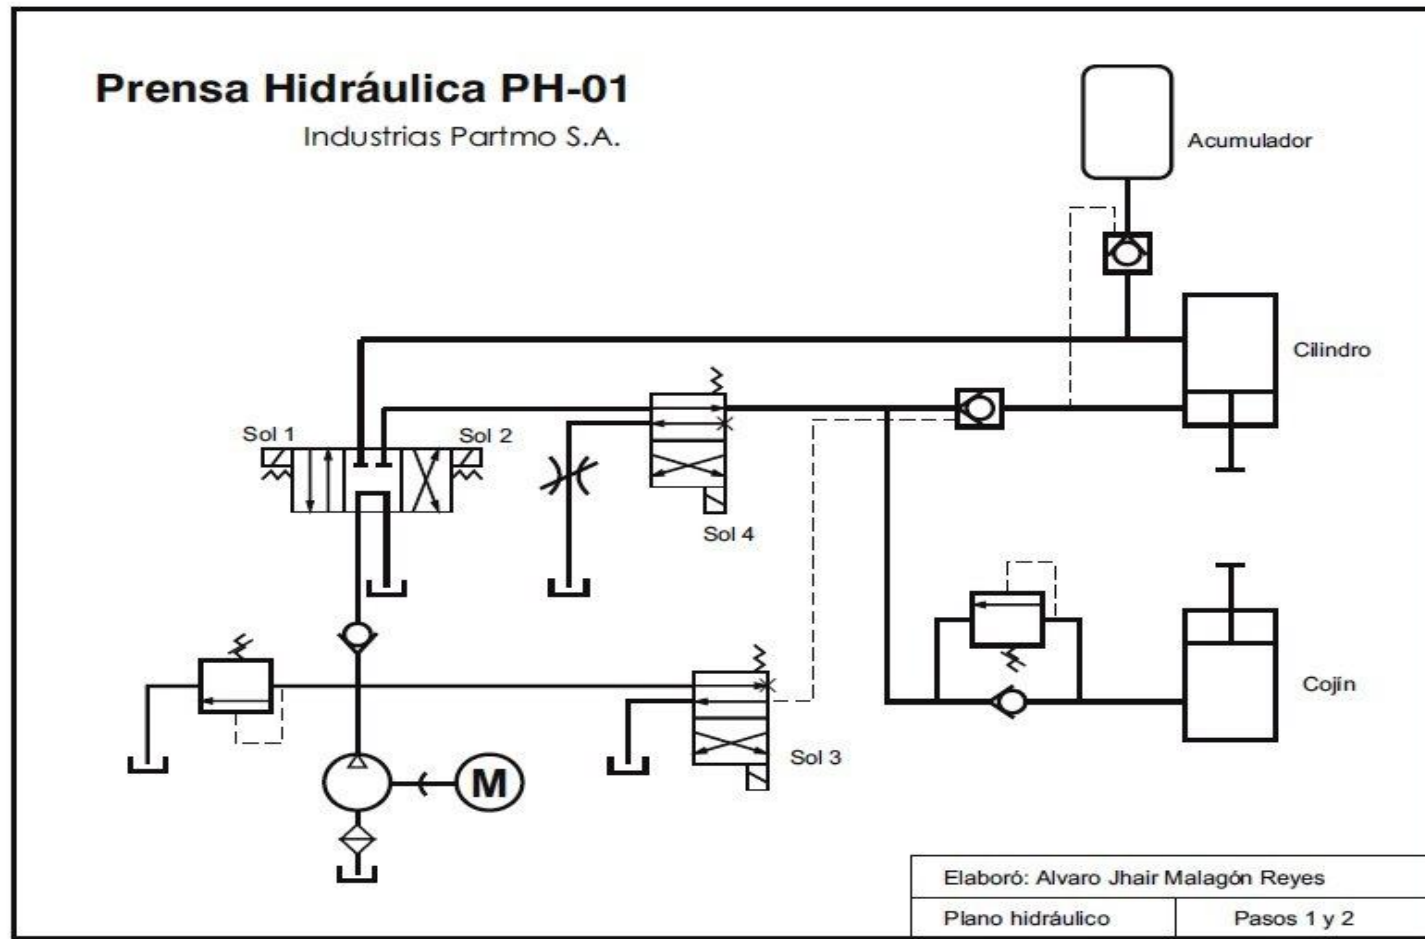 Prensa Hidráulica PH-01
Industrias Partmo S.A.
Acumulador
Cilindro
Sol 1
Sol 2
Sol 4
Cojín
Sol 3
M
Elaboró: Alvaro Jhair Malagón Reyes
Plano hidráulico
Pasos 1 y 2